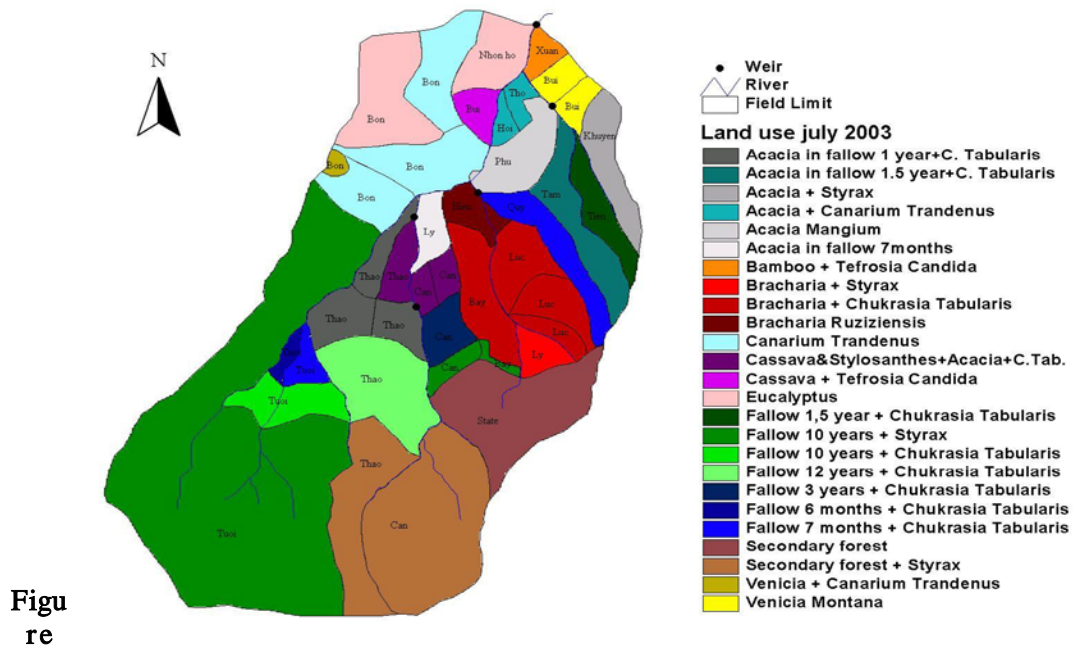 N
Nhon ho
Xuan
Bon
Bui
Tho
Bui
Bui
Bon
Hoi
Khuyen
Phu
Bon
Bon
Bon
Tam
Hien
Quy
Tien
Ly
Luc
Thao
Thao
Can
Can
Bay
Luc
Thao
Thao
Luc
Can
Tuoi
Tuoi
Ly
Can
Bay
Thao
Tuoi
State
Thao
Can
Tuoi
Weir
River
Field Limit
Land use july 2003
Acacia in fallow 1 year+C. Tabularis
Acacia in fallow 1.5 year+C. Tabularis
Acacia + Styrax
Acacia + Canarium Trandenus
Acacia Mangium
Acacia in fallow 7months
Bamboo + Tefrosia Candida
Bracharia + Styrax
Bracharia + Chukrasia Tabularis
Bracharia Ruziziensis
Canarium Trandenus
Cassava&Stylosanthes+Acacia+C.Tab.
Cassava + Tefrosia Candida
Eucalyptus
Fallow 1,5 year + Chukrasia Tabularis
Fallow 10 years + Styrax
Fallow 10 years + Chukrasia Tabularis
Fallow 12 years + Chukrasia Tabularis
Fallow 3 years + Chukrasia Tabularis
Fallow 6 months + Chukrasia Tabularis
Fallow 7 months + Chukrasia Tabularis
Secondary forest
Secondary forest + Styrax
Venicia + Canarium Trandenus
Venicia Montana
Figu
re